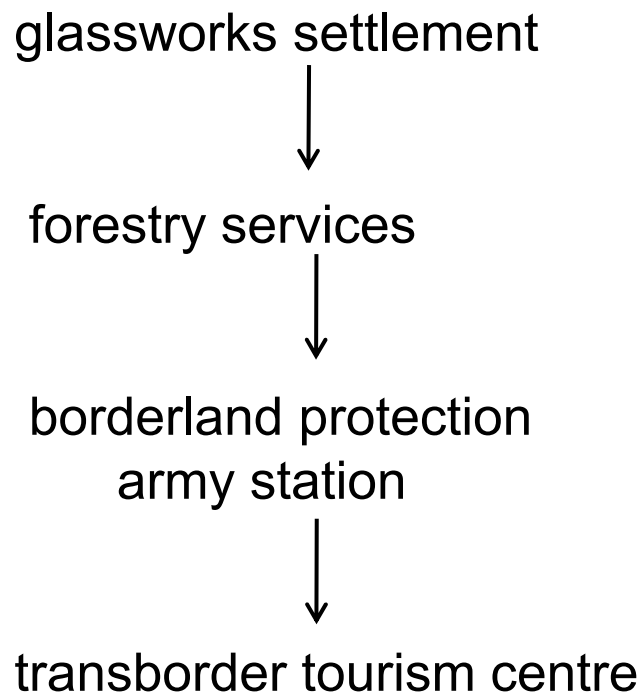 glassworks settlement
forestry services
borderland protection
army station
transborder tourism centre